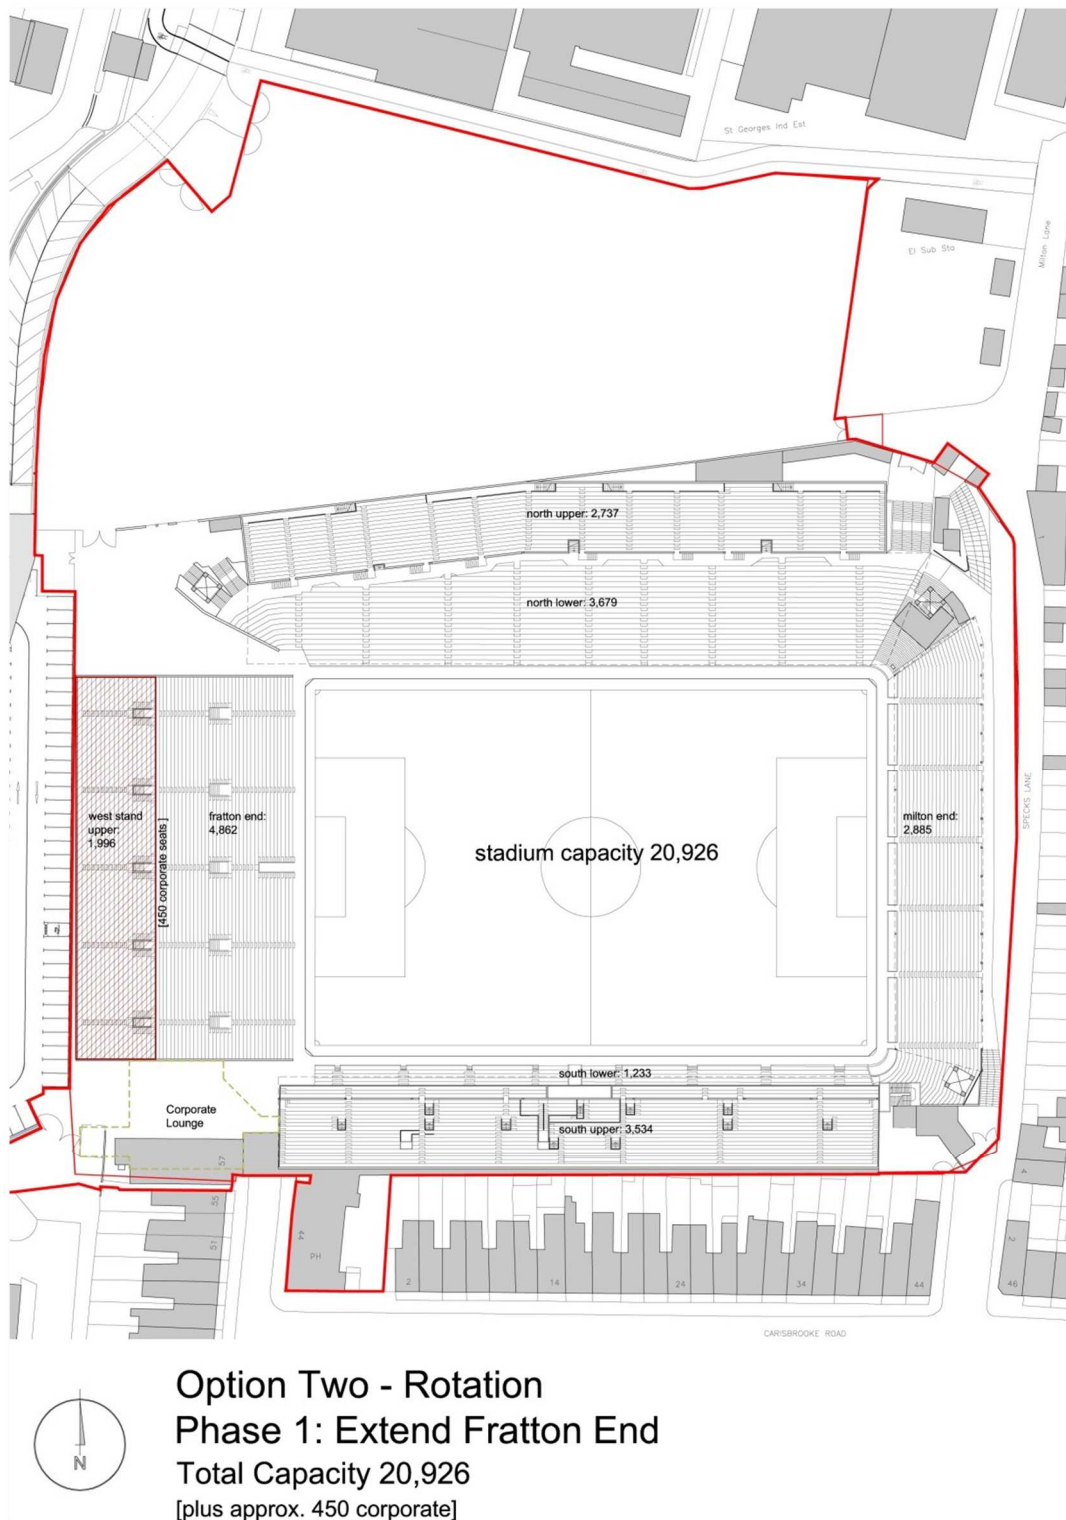 St Georges Ind Est
El Sub Sta
Milton Lane
north upper: 2,737
north lower: 3,679
west stand
upper:
1,996
[450 corporate seats]
fratton end:
4,862
stadium capacity 20,926
milton end:
2,885
SPECKS LANE
1
south lower: 1,233
south upper: 3,534
Corporate
Lounge
57
55
51
44
PH
2
14
24
34
44
4
2
46
CARISBROOKE ROAD
N
Option Two - Rotation
Phase 1: Extend Fratton End
Total Capacity 20,926
[plus approx. 450 corporate]